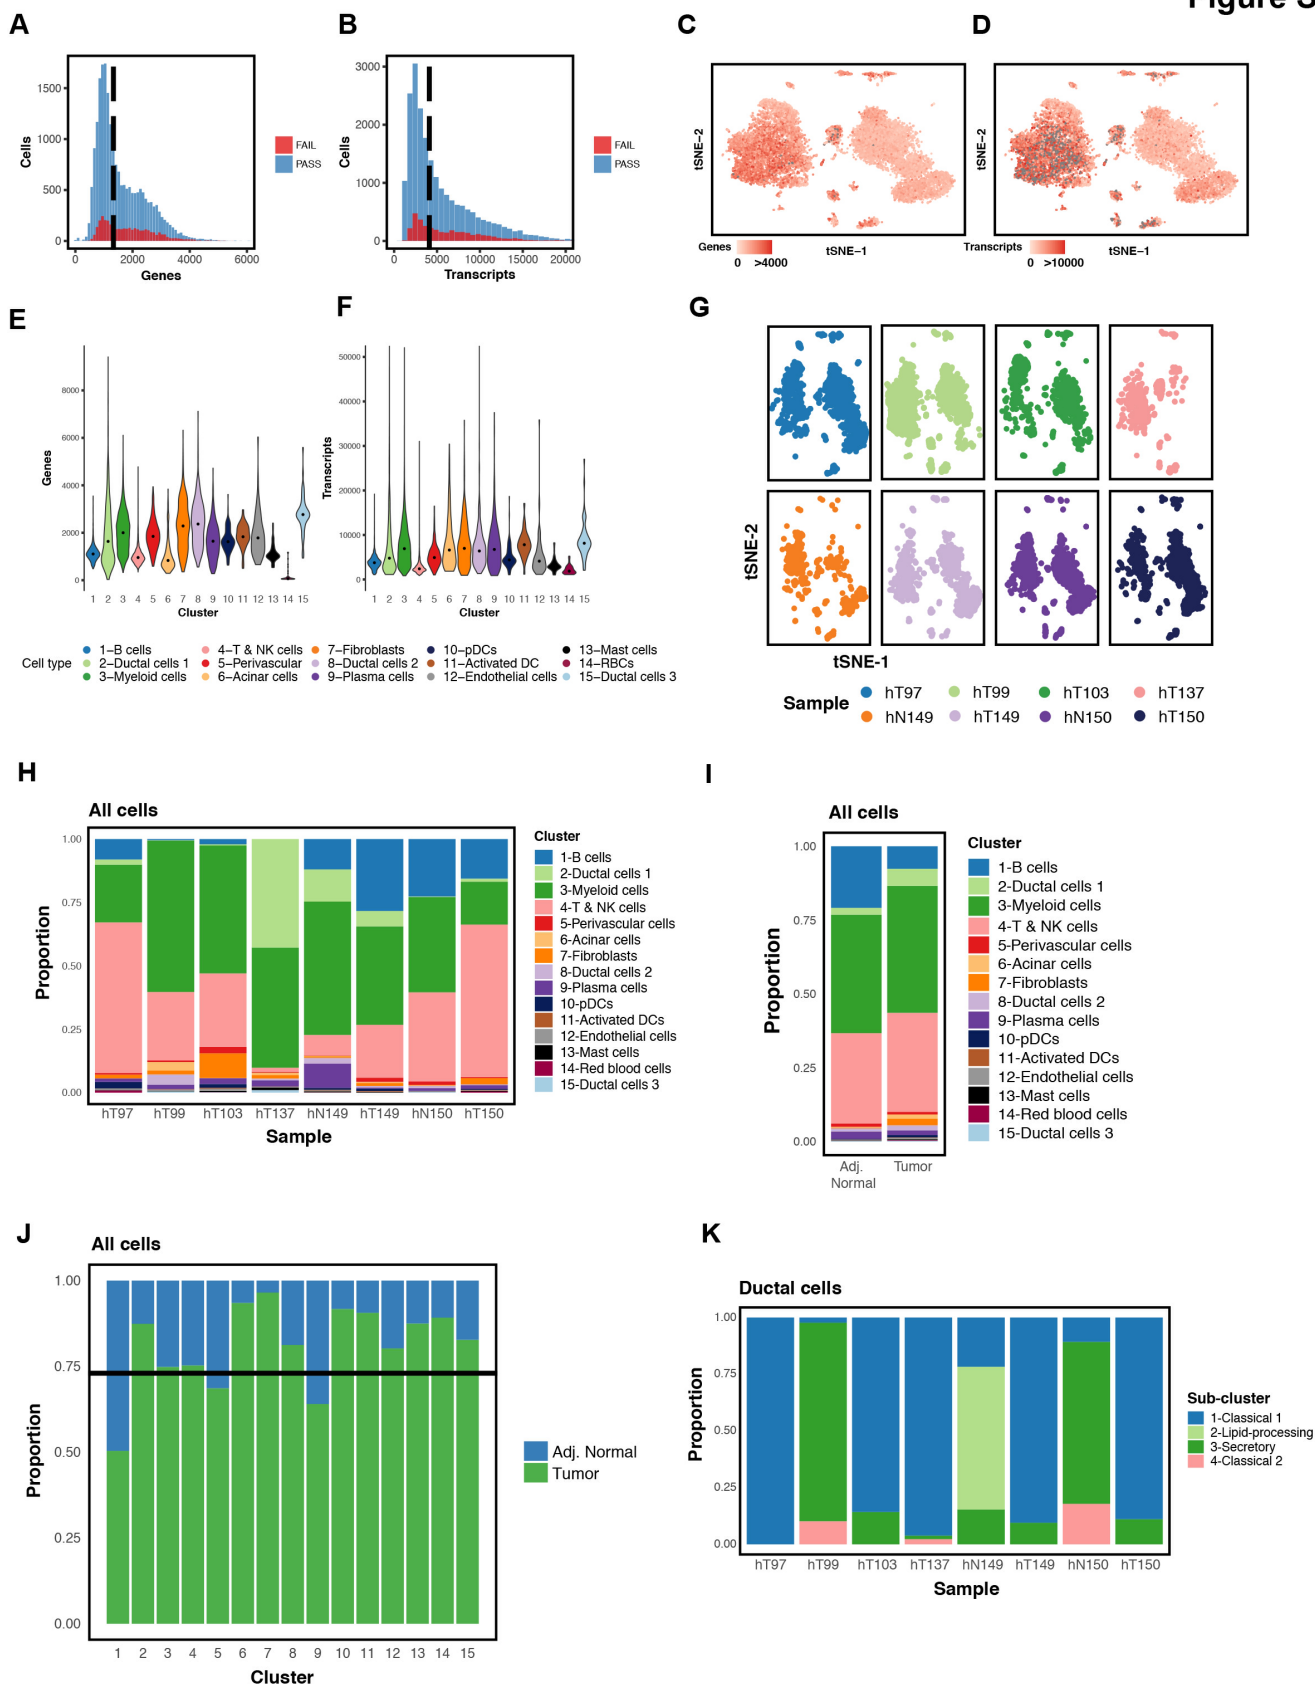 Figure S
A
B
C
D
1500
1000
500
0
Cells
0 2000 4000 6000
Genes
FAIL
PASS
3000
2000
1000
0
Cells
0 5000 10000 15000 20000
Transcripts
FAIL
PASS
tSNE-2
Genes
0 >4000
tSNE-1
tSNE-2
Transcripts
0 >10000
tSNE-1
E
F
G
8000
6000
4000
2000
0
Genes
1 2 3 4 5 6 7 8 9 10 11 12 13 14 15
Cluster
50000
40000
30000
20000
10000
0
Transcripts
1 2 3 4 5 6 7 8 9 10 11 12 13 14 15
Cluster
Cell type
1-B cells 4-T & NK cells 7-Fibroblasts 10-pDCs 13-Mast cells
2-Ductal cells 1 5-Perivascular 8-Ductal cells 2 11-Activated DC 14-RBCs
3-Myeloid cells 6-Acinar cells 9-Plasma cells 12-Endothelial cells 15-Ductal cells 3
tSNE-2
tSNE-1
Sample
hT97 hT99 hT103 hT137
hN149 hT149 hN150 hT150
H
All cells
1.00
0.75
0.50
0.25
0.00
Proportion
hT97 hT99 hT103 hT137 hN149 hT149 hN150 hT150
Sample
Cluster
1-B cells
2-Ductal cells 1
3-Myeloid cells
4-T & NK cells
5-Perivascular cells
6-Acinar cells
7-Fibroblasts
8-Ductal cells 2
9-Plasma cells
10-pDCs
11-Activated DCs
12-Endothelial cells
13-Mast cells
14-Red blood cells
15-Ductal cells 3
I
All cells
1.00
0.75
0.50
0.25
0.00
Proportion
Adj. Tumor
Normal
Cluster
1-B cells
2-Ductal cells 1
3-Myeloid cells
4-T & NK cells
5-Perivascular cells
6-Acinar cells
7-Fibroblasts
8-Ductal cells 2
9-Plasma cells
10-pDCs
11-Activated DCs
12-Endothelial cells
13-Mast cells
14-Red blood cells
15-Ductal cells 3
J
All cells
1.00
0.75
0.50
0.25
0.00
Proportion
1 2 3 4 5 6 7 8 9 10 11 12 13 14 15
Cluster
Adj. Normal
Tumor
K
Ductal cells
1.00
0.75
0.50
0.25
0.00
Proportion
hT97 hT99 hT103 hT137 hN149 hT149 hN150 hT150
Sample
Sub-cluster
1-Classical 1
2-Lipid-processing
3-Secretory
4-Classical 2